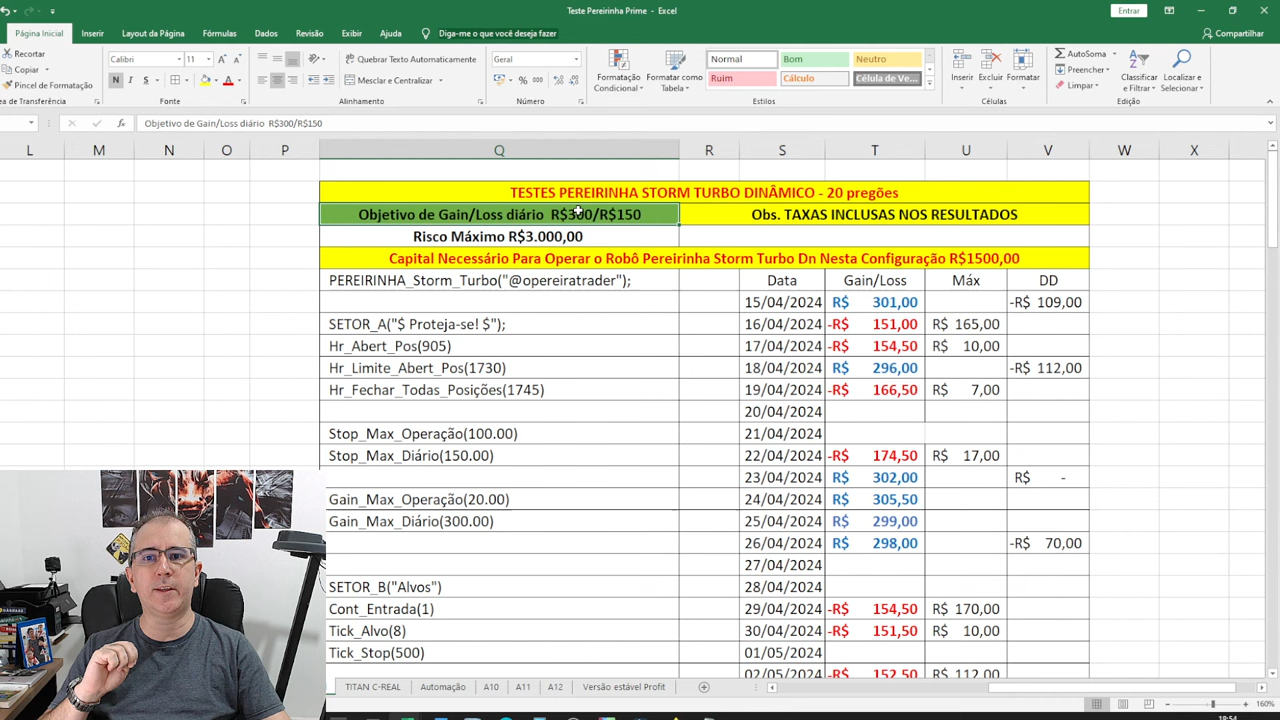 Teste Pereirinha Prime - Excel
Entrar
Página Inicial Inserir Layout da Página Fórmulas Dados Revisão Exibir Ajuda Diga-me o que você deseja fazer Compartilhar
Recortar
Copiar
Pincel de Formatação
a de Transferência
Calibri 11
N I S
Fonte
Quebrar Texto Automaticamente
Mesclar e Centralizar
Alinhamento
Geral
% 000
Número
Formatação Condicional
Formatar como Tabela
Normal Bom Neutro
Ruim Cálculo Célula de Ve...
Estilos
Inserir Excluir Formatar
Células
AutoSoma
Preencher
Limpar
Classificar e Filtrar
Localizar e Selecionar
Edição
fx Objetivo de Gain/Loss diário R$300/R$150
L M N O P Q R S T U V W X
TESTES PEREIRINHA STORM TURBO DINÂMICO - 20 pregões
Objetivo de Gain/Loss diário R$300/R$150 Obs. TAXAS INCLUSAS NOS RESULTADOS
Risco Máximo R$3.000,00
Capital Necessário Para Operar o Robô Pereirinha Storm Turbo Dn Nesta Configuração R$1500,00
PEREIRINHA_Storm_Turbo("@opereiratrader"); Data Gain/Loss Máx DD
15/04/2024 R$ 301,00 -R$ 109,00
SETOR_A("$ Proteja-se! $"); 16/04/2024 -R$ 151,00 R$ 165,00
Hr_Abert_Pos(905) 17/04/2024 -R$ 154,50 R$ 10,00
Hr_Limite_Abert_Pos(1730) 18/04/2024 R$ 296,00 -R$ 112,00
Hr_Fechar_Todas_Posições(1745) 19/04/2024 -R$ 166,50 R$ 7,00
20/04/2024
Stop_Max_Operação(100.00) 21/04/2024
Stop_Max_Diário(150.00) 22/04/2024 -R$ 174,50 R$ 17,00
23/04/2024 R$ 302,00 R$ -
Gain_Max_Operação(20.00) 24/04/2024 R$ 305,50
Gain_Max_Diário(300.00) 25/04/2024 R$ 299,00
26/04/2024 R$ 298,00 -R$ 70,00
27/04/2024
SETOR_B("Alvos") 28/04/2024
Cont_Entrada(1) 29/04/2024 -R$ 154,50 R$ 170,00
Tick_Alvo(8) 30/04/2024 -R$ 151,50 R$ 10,00
Tick_Stop(500) 01/05/2024
02/05/2024 -R$ 152,50 R$ 112,00
TITAN C-REAL Automação A10 A11 A12 Versão estável Profit
160%
18:54